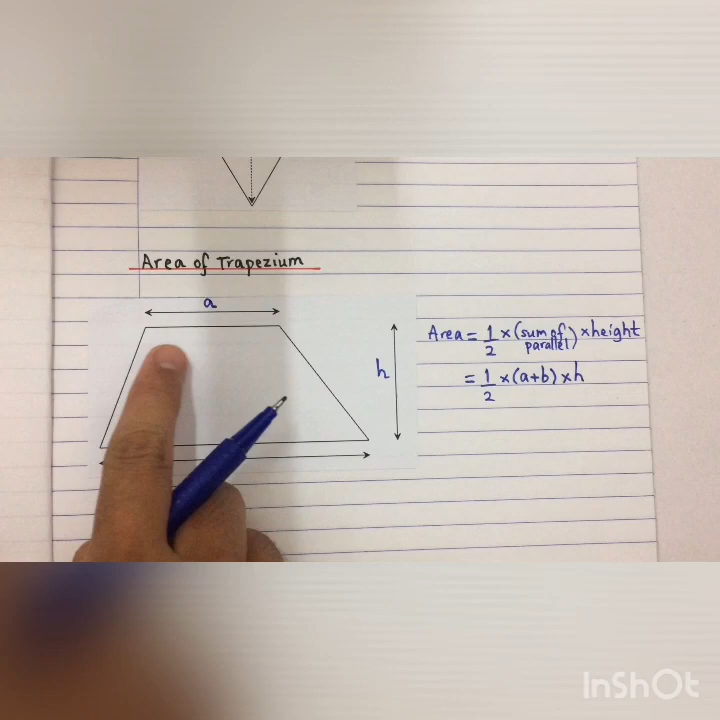 Area of Trapezium
a
h
Area = 1/2 × (sum of parallel) × height
= 1/2 × (a+b) × h
InShOt